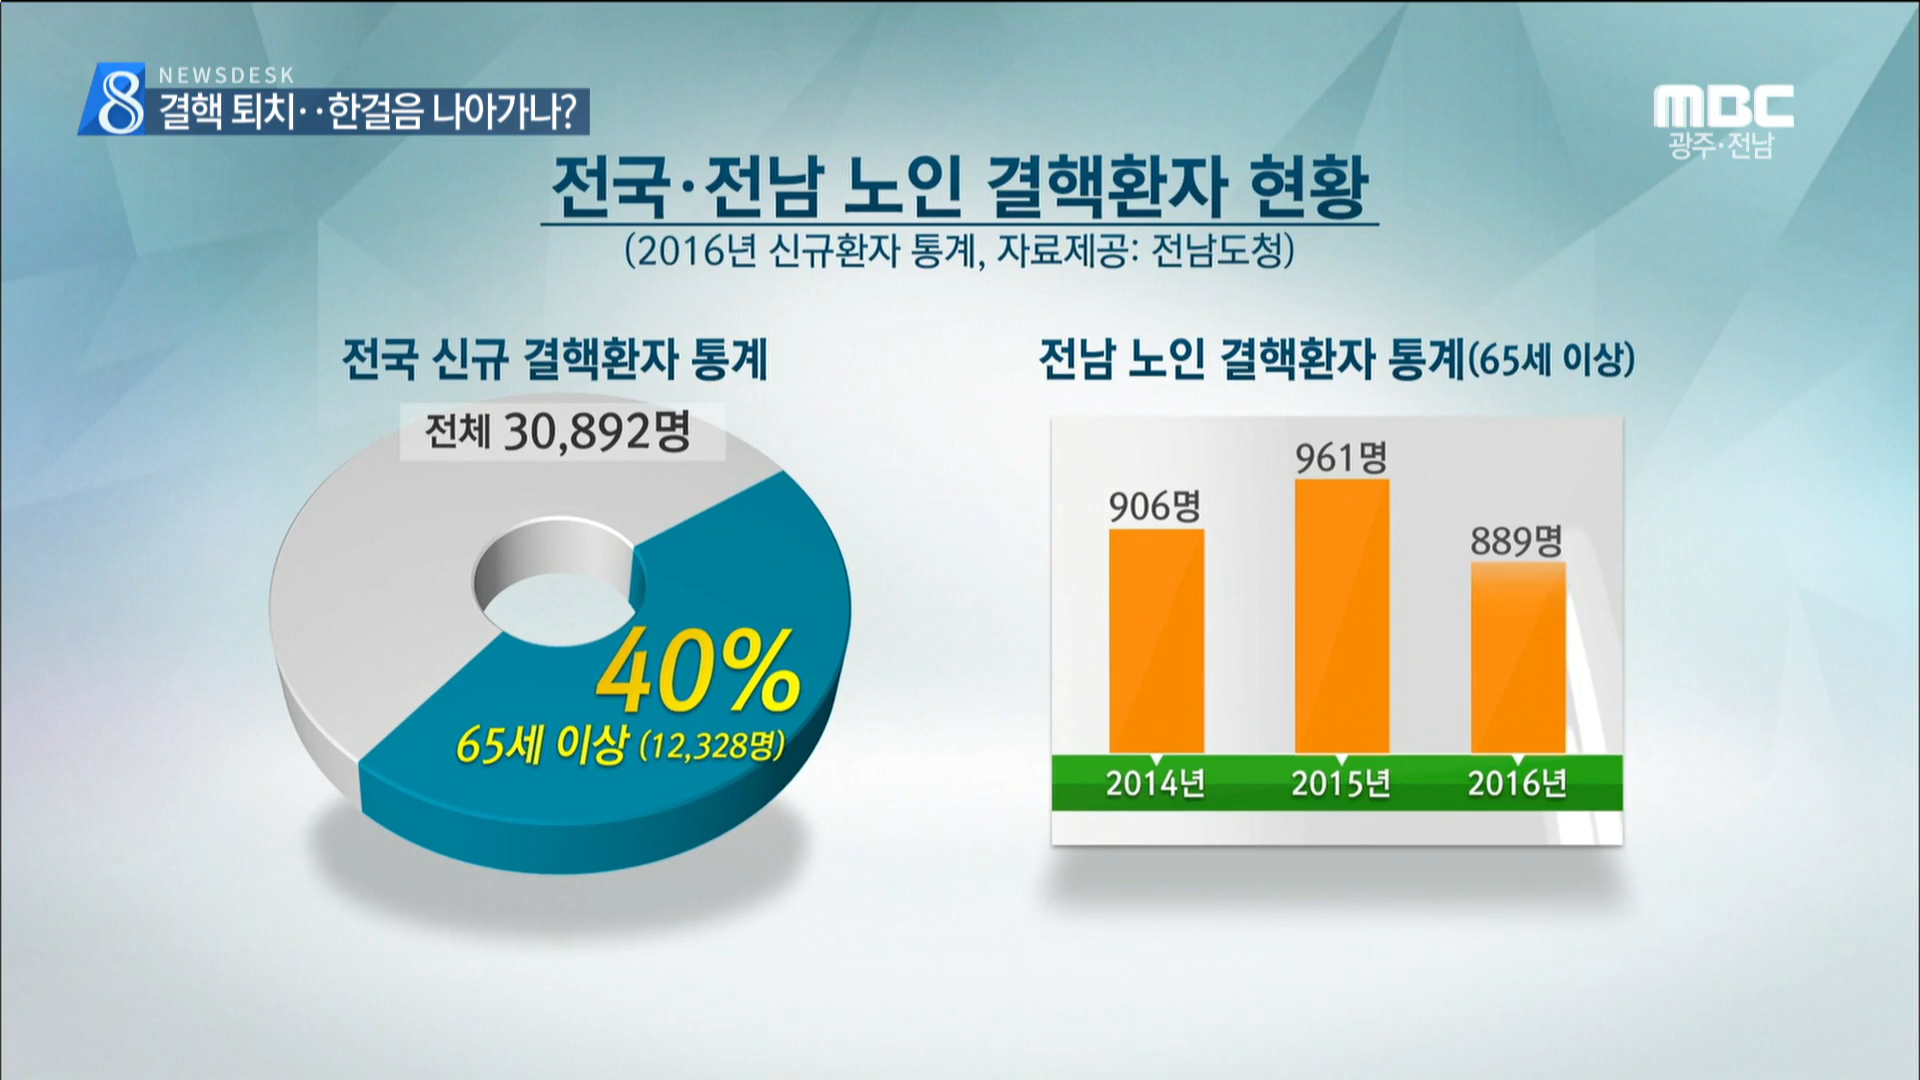 NEWSDESK
8 결핵 퇴치‥한걸음 나아가나?
MBC
광주·전남
전국·전남 노인 결핵환자 현황
(2016년 신규환자 통계, 자료제공: 전남도청)
전국 신규 결핵환자 통계
전체 30,892명
40%
65세 이상 (12,328명)
전남 노인 결핵환자 통계(65세 이상)
906명
961명
889명
2014년 2015년 2016년